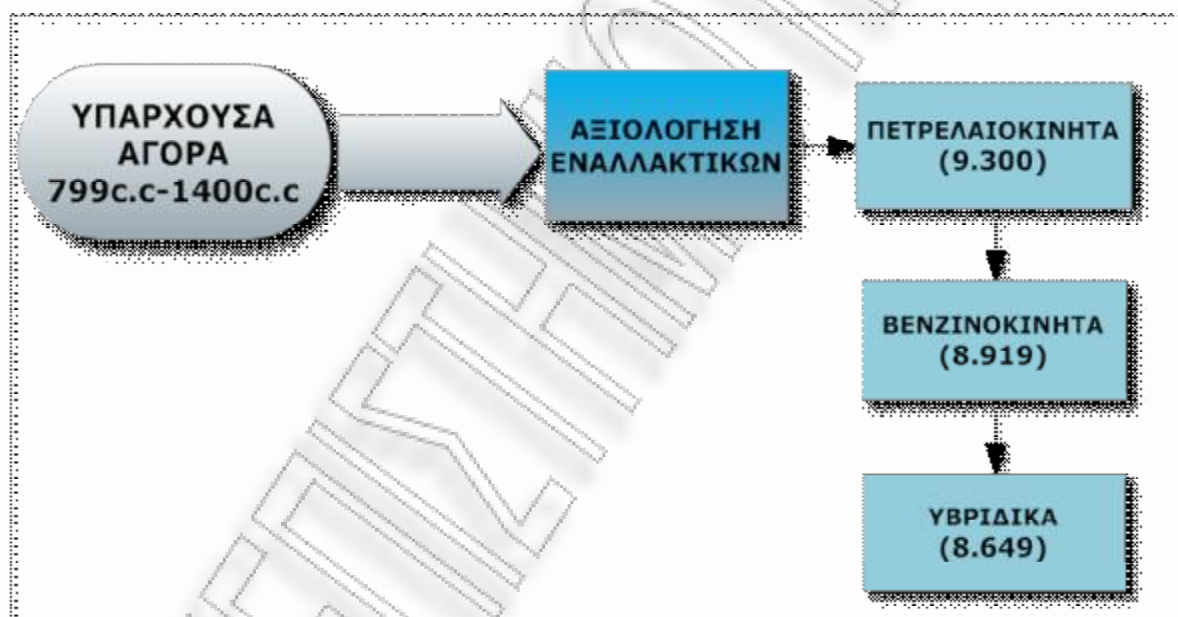 ΥΠΑΡΧΟΥΣΑ
ΑΓΟΡΑ
799c.c-1400c.c
ΑΞΙΟΛΟΓΗΣΗ
ΕΝΑΛΛΑΚΤΙΚΩΝ
ΠΕΤΡΕΛΑΙΟΚΙΝΗΤΑ
(9.300)
ΒΕΝΖΙΝΟΚΙΝΗΤΑ
(8.919)
ΥΒΡΙΔΙΚΑ
(8.649)